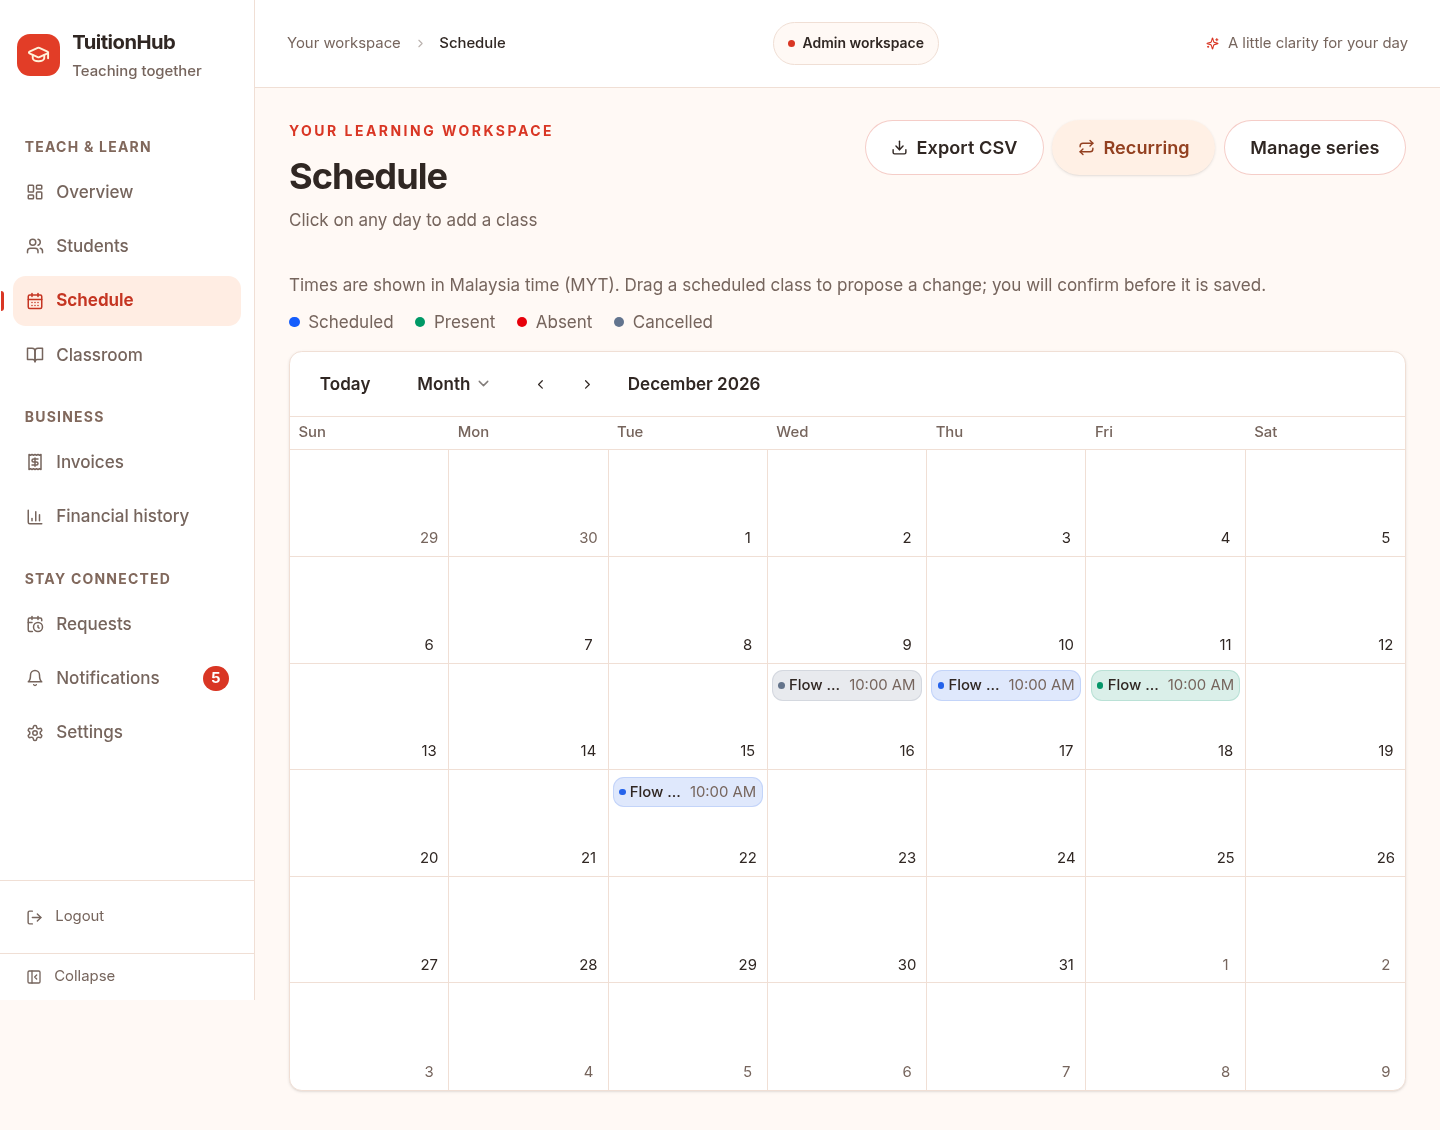 TuitionHub
Teaching together
TEACH & LEARN
Overview
Students
Schedule
Classroom
BUSINESS
Invoices
Financial history
STAY CONNECTED
Requests
Notifications 5
Settings
Logout
Collapse
Your workspace › Schedule
Admin workspace
A little clarity for your day
YOUR LEARNING WORKSPACE
Schedule
Click on any day to add a class
Export CSV
Recurring
Manage series
Times are shown in Malaysia time (MYT). Drag a scheduled class to propose a change; you will confirm before it is saved.
Scheduled Present Absent Cancelled
Today Month ‹ › December 2026
Sun Mon Tue Wed Thu Fri Sat
29 30 1 2 3 4 5
6 7 8 9 10 11 12
Flow ... 10:00 AM Flow ... 10:00 AM Flow ... 10:00 AM
13 14 15 16 17 18 19
Flow ... 10:00 AM
20 21 22 23 24 25 26
27 28 29 30 31 1 2
3 4 5 6 7 8 9